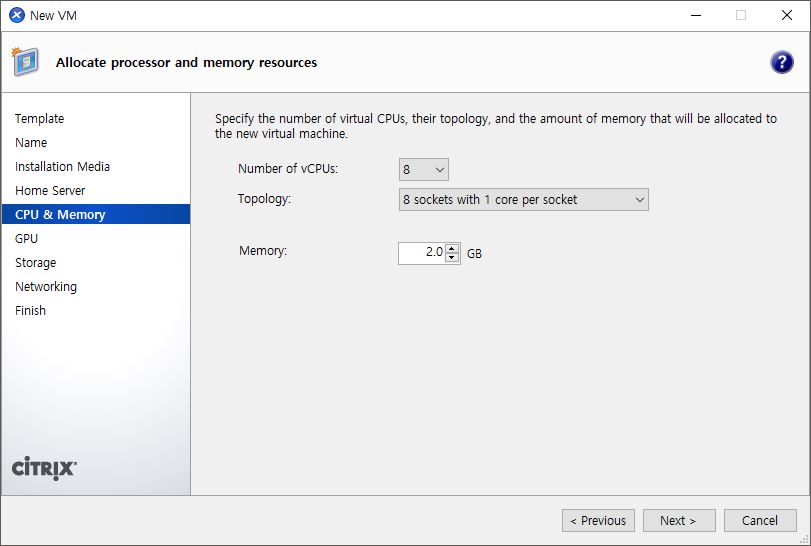 New VM
Allocate processor and memory resources
?
Template
Name
Installation Media
Home Server
CPU & Memory
GPU
Storage
Networking
Finish
CITRIX
Specify the number of virtual CPUs, their topology, and the amount of memory that will be allocated to
the new virtual machine.
Number of vCPUs: 8
Topology: 8 sockets with 1 core per socket
Memory: 2.0 GB
< Previous Next > Cancel